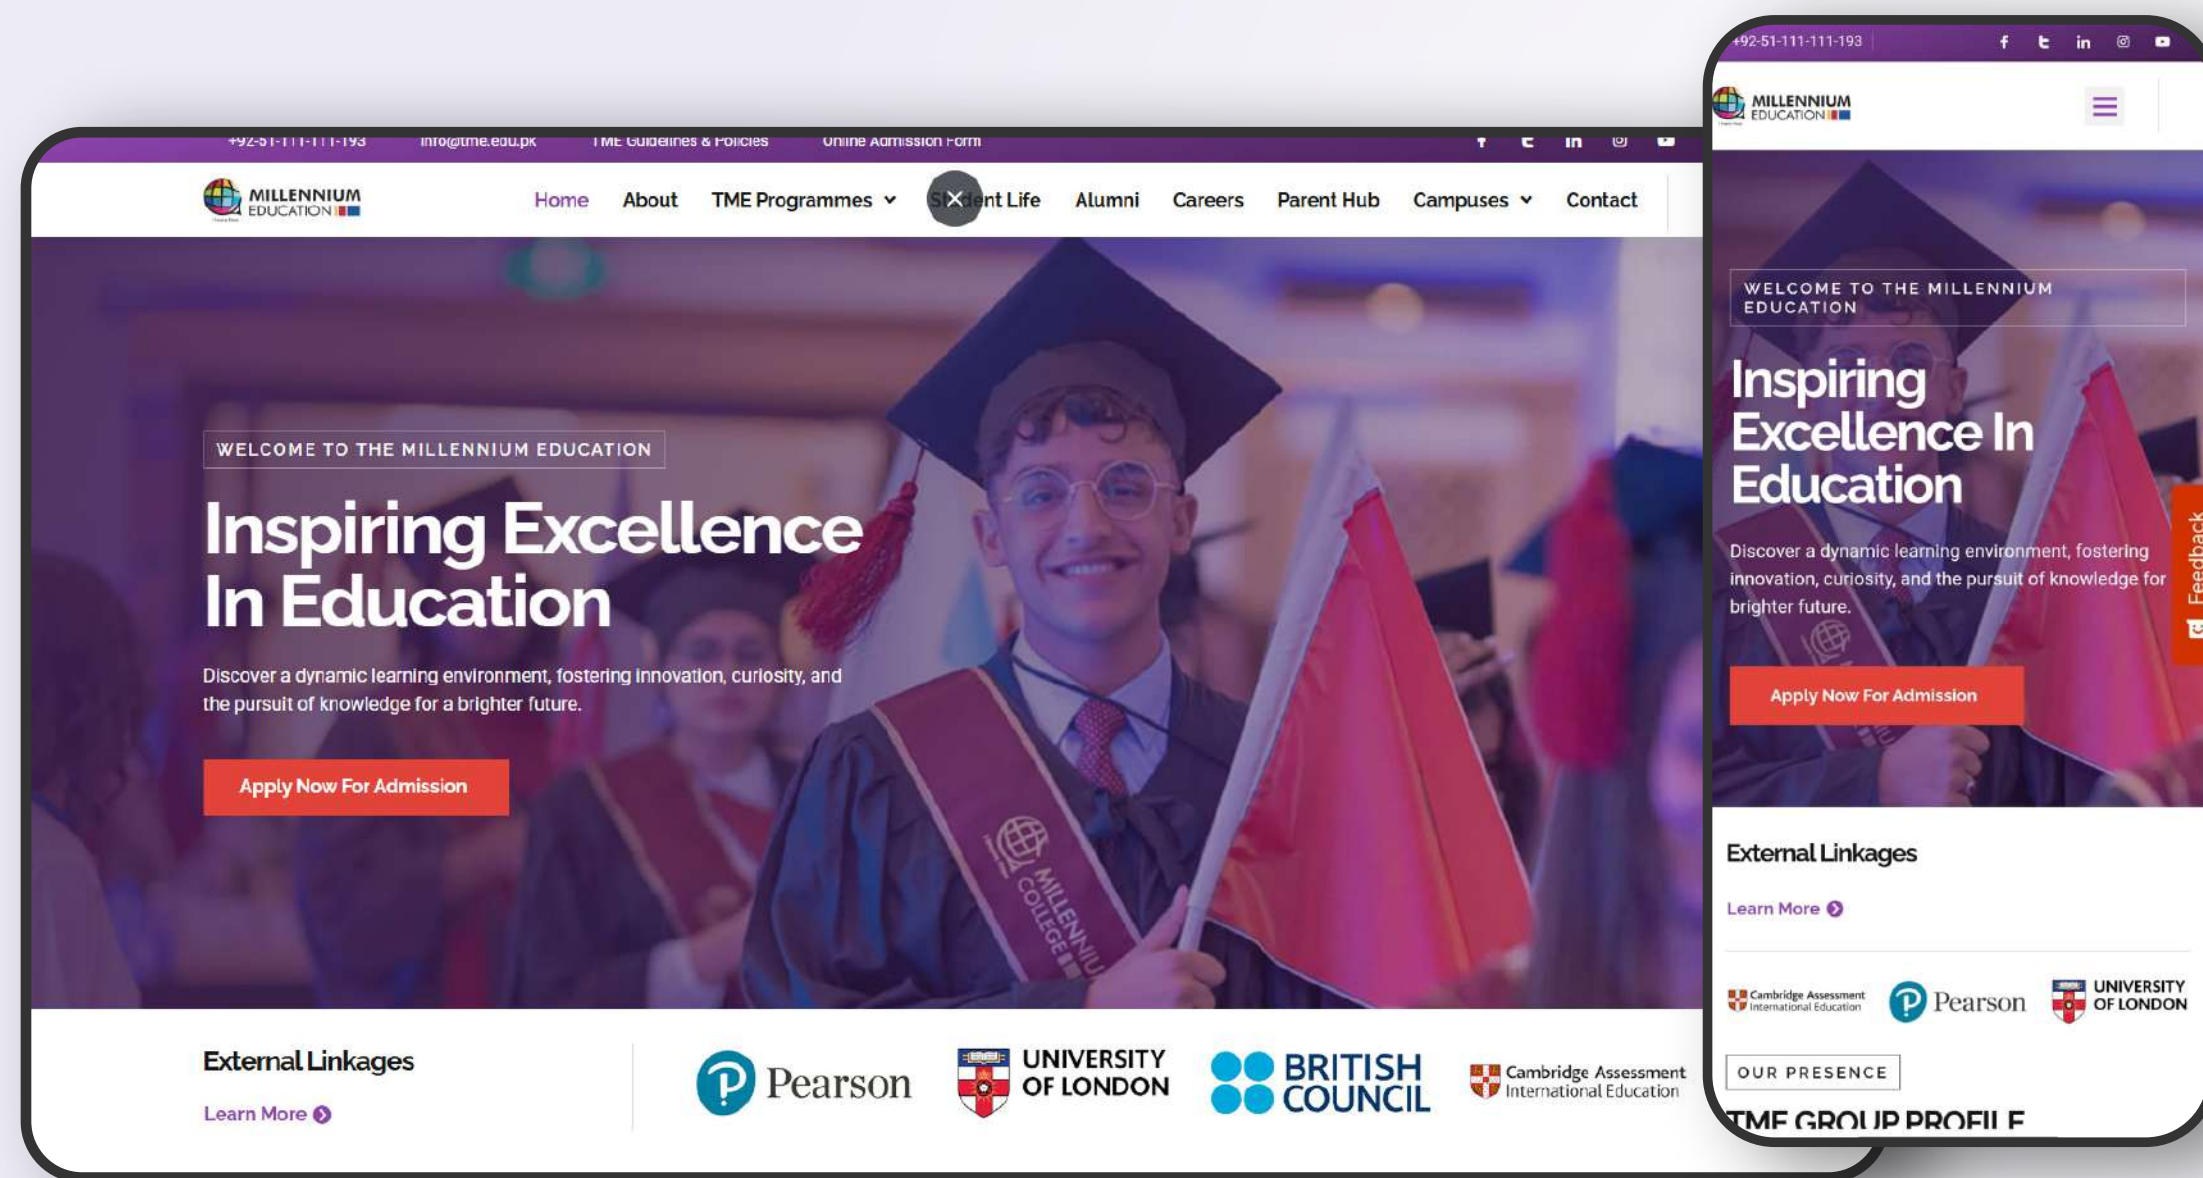 +92-51-111-111-193 info@tme.edu.pk TME Guidelines & Policies Online Admission Form
MILLENNIUM
EDUCATION
Home About TME Programmes Student Life Alumni Careers Parent Hub Campuses Contact
WELCOME TO THE MILLENNIUM EDUCATION
Inspiring Excellence
In Education
Discover a dynamic learning environment, fostering innovation, curiosity, and
the pursuit of knowledge for a brighter future.
Apply Now For Admission
MILLENNIUM
COLLEGE
External Linkages
Learn More
Pearson
UNIVERSITY
OF LONDON
BRITISH
COUNCIL
Cambridge Assessment
International Education
+92-51-111-111-193
MILLENNIUM
EDUCATION
WELCOME TO THE MILLENNIUM
EDUCATION
Inspiring
Excellence In
Education
Discover a dynamic learning environment, fostering
innovation, curiosity, and the pursuit of knowledge for
brighter future.
Feedback
Apply Now For Admission
External Linkages
Learn More
Cambridge Assessment
International Education
Pearson
UNIVERSITY
OF LONDON
OUR PRESENCE
TME GROUP PROFILE